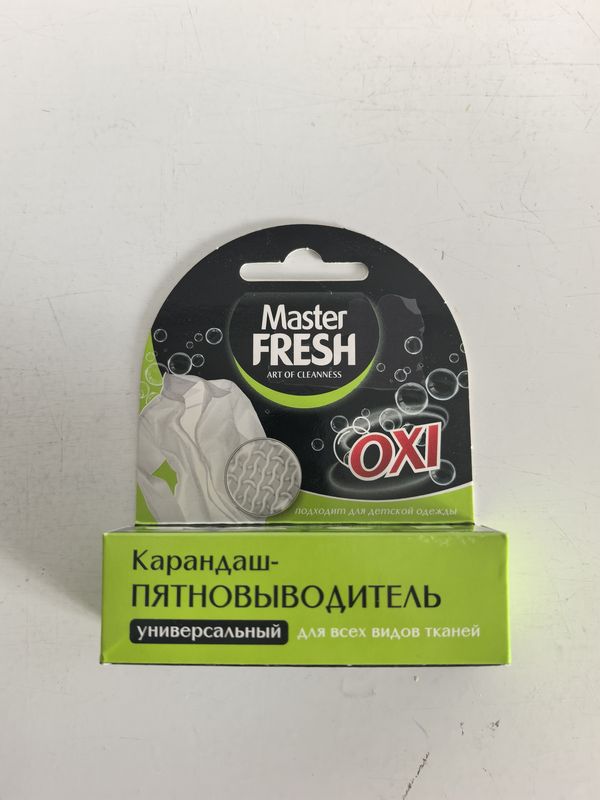 Master
FRESH
ART OF CLEANNESS
OXI
подходит для детской одежды
Карандаш-
ПЯТНОВЫВОДИТЕЛЬ
универсальный для всех видов тканей